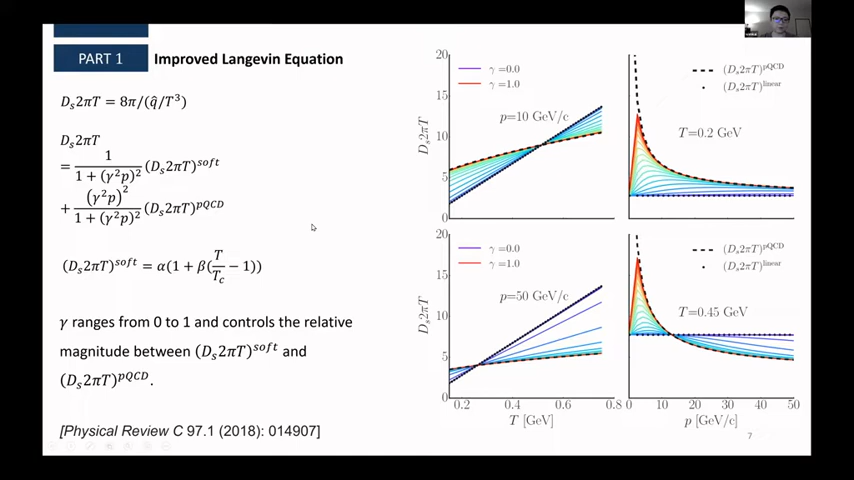 PART 1
Improved Langevin Equation
D_s2πT = 8π/(q̂/T³)
D_s2πT
= 1/(1 + (γ²p)²) (D_s2πT)^soft
+ (γ²p)²/(1 + (γ²p)²) (D_s2πT)^pQCD
(D_s2πT)^soft = α(1 + β(T/T_c − 1))
γ ranges from 0 to 1 and controls the relative
magnitude between (D_s2πT)^soft and
(D_s2πT)^pQCD.
[Physical Review C 97.1 (2018): 014907]
20
15
10
5
0
D_s2πT
γ =0.0
γ =1.0
p=10 GeV/c
(D_s2πT)^pQCD
(D_s2πT)^linear
T=0.2 GeV
20
15
10
5
0
D_s2πT
γ =0.0
γ =1.0
p=50 GeV/c
(D_s2πT)^pQCD
(D_s2πT)^linear
T=0.45 GeV
0.2 0.4 0.6 0.8
T [GeV]
0 10 20 30 40 50
p [GeV/c]
7